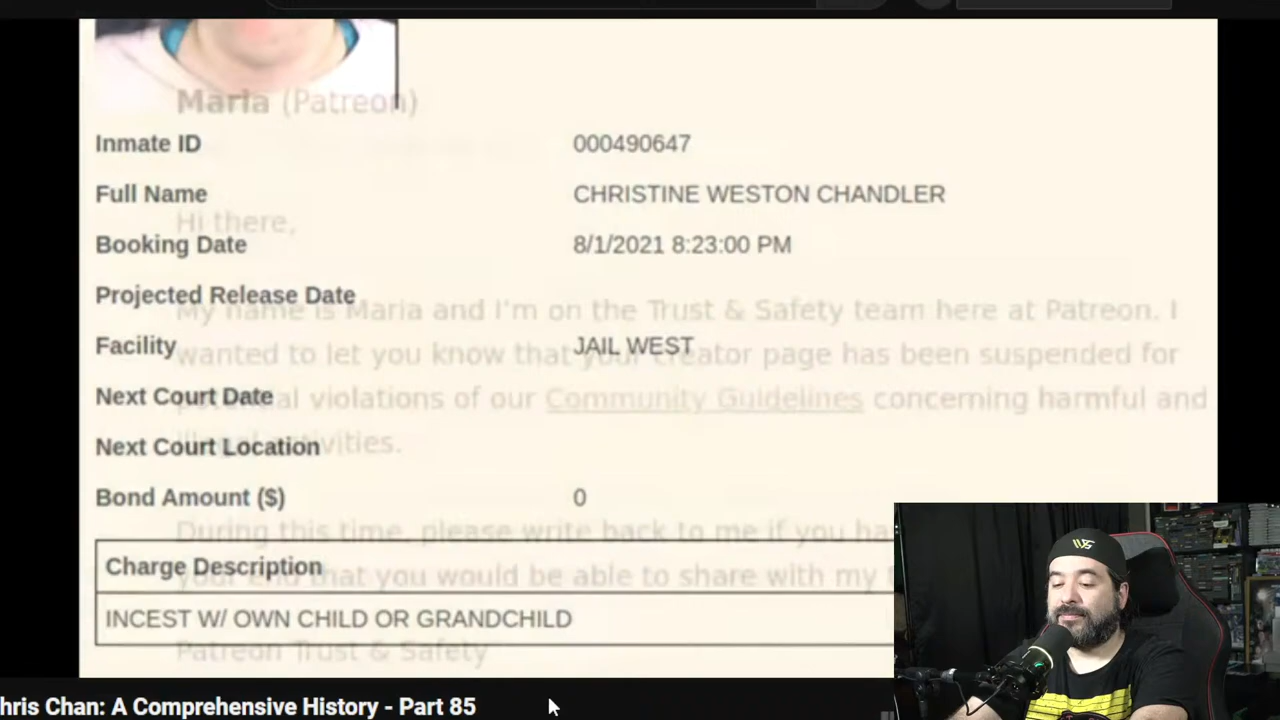 Maria (Patreon)
Inmate ID 000490647
Full Name CHRISTINE WESTON CHANDLER
Hi there,
Booking Date 8/1/2021 8:23:00 PM
Projected Release Date
My name is Maria and I'm on the Trust & Safety team here at Patreon. I
Facility JAIL WEST
wanted to let you know that your creator page has been suspended for
Next Court Date
potential violations of our Community Guidelines concerning harmful and
Next Court Location
illegal activities.
Bond Amount ($) 0
During this time, please write back to me if you
Charge Description
your end that you would be able to share with my
INCEST W/ OWN CHILD OR GRANDCHILD
Patreon Trust & Safety
hris Chan: A Comprehensive History - Part 85